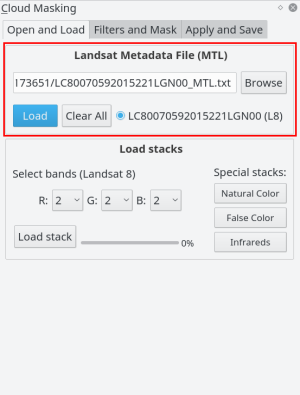 Cloud Masking
Open and Load Filters and Mask Apply and Save
Landsat Metadata File (MTL)
173651/LC80070592015221LGN00_MTL.txt Browse
Load Clear All LC80070592015221LGN00 (L8)
Load stacks
Select bands (Landsat 8) Special stacks:
R: 2 G: 2 B: 2 Natural Color
False Color
Load stack 0% Infrareds